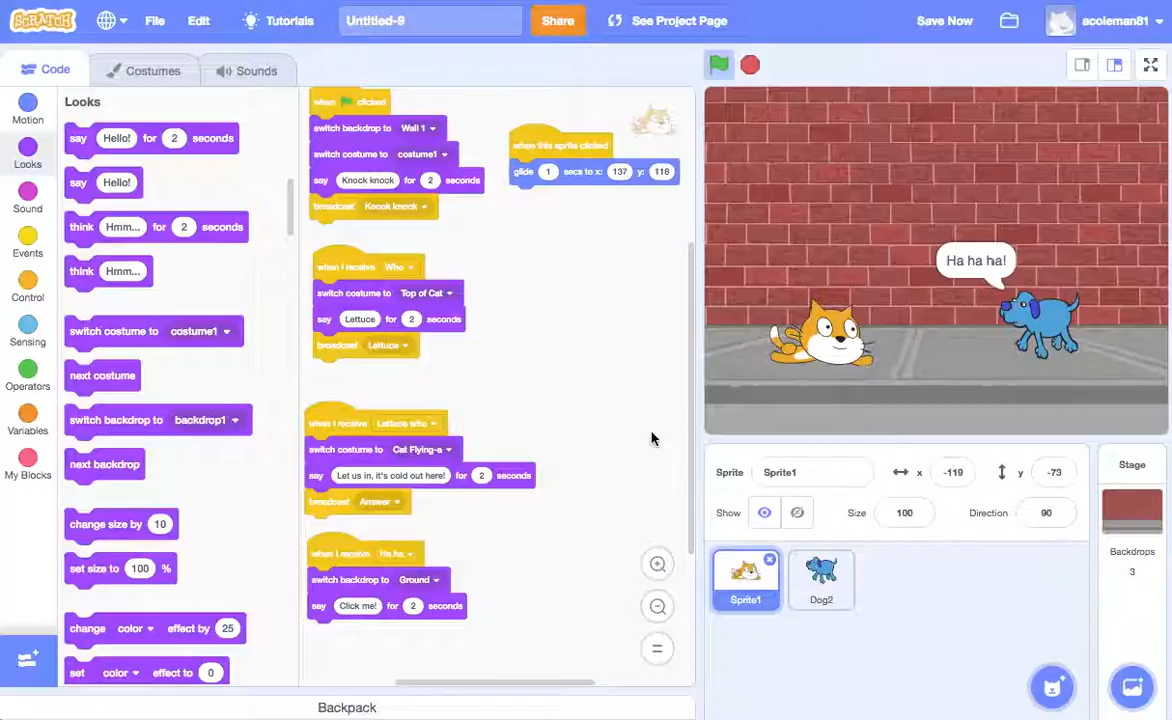 SCRATCH File Edit Tutorials Untitled-9 Share See Project Page Save Now acoleman81
Code Costumes Sounds
Motion
Looks
Sound
Events
Control
Sensing
Operators
Variables
My Blocks
Looks
say Hello! for 2 seconds
say Hello!
think Hmm... for 2 seconds
think Hmm...
switch costume to costume1
next costume
switch backdrop to backdrop1
next backdrop
change size by 10
set size to 100 %
change color effect by 25
set color effect to 0
when clicked
switch backdrop to Wall 1
switch costume to costume1
say Knock knock for 2 seconds
broadcast Knock knock
when this sprite clicked
glide 1 secs to x: 137 y: 118
when I receive Who
switch costume to Top of Cat
say Lettuce for 2 seconds
broadcast Lettuce
when I receive Lettuce who
switch costume to Cat Flying-a
say Let us in, it's cold out here! for 2 seconds
broadcast Answer
when I receive Ha ha
switch backdrop to Ground
say Click me! for 2 seconds
Backpack
Ha ha ha!
Sprite Sprite1 x -119 y -73
Show Size 100 Direction 90
Sprite1
Dog2
Stage
Backdrops
3